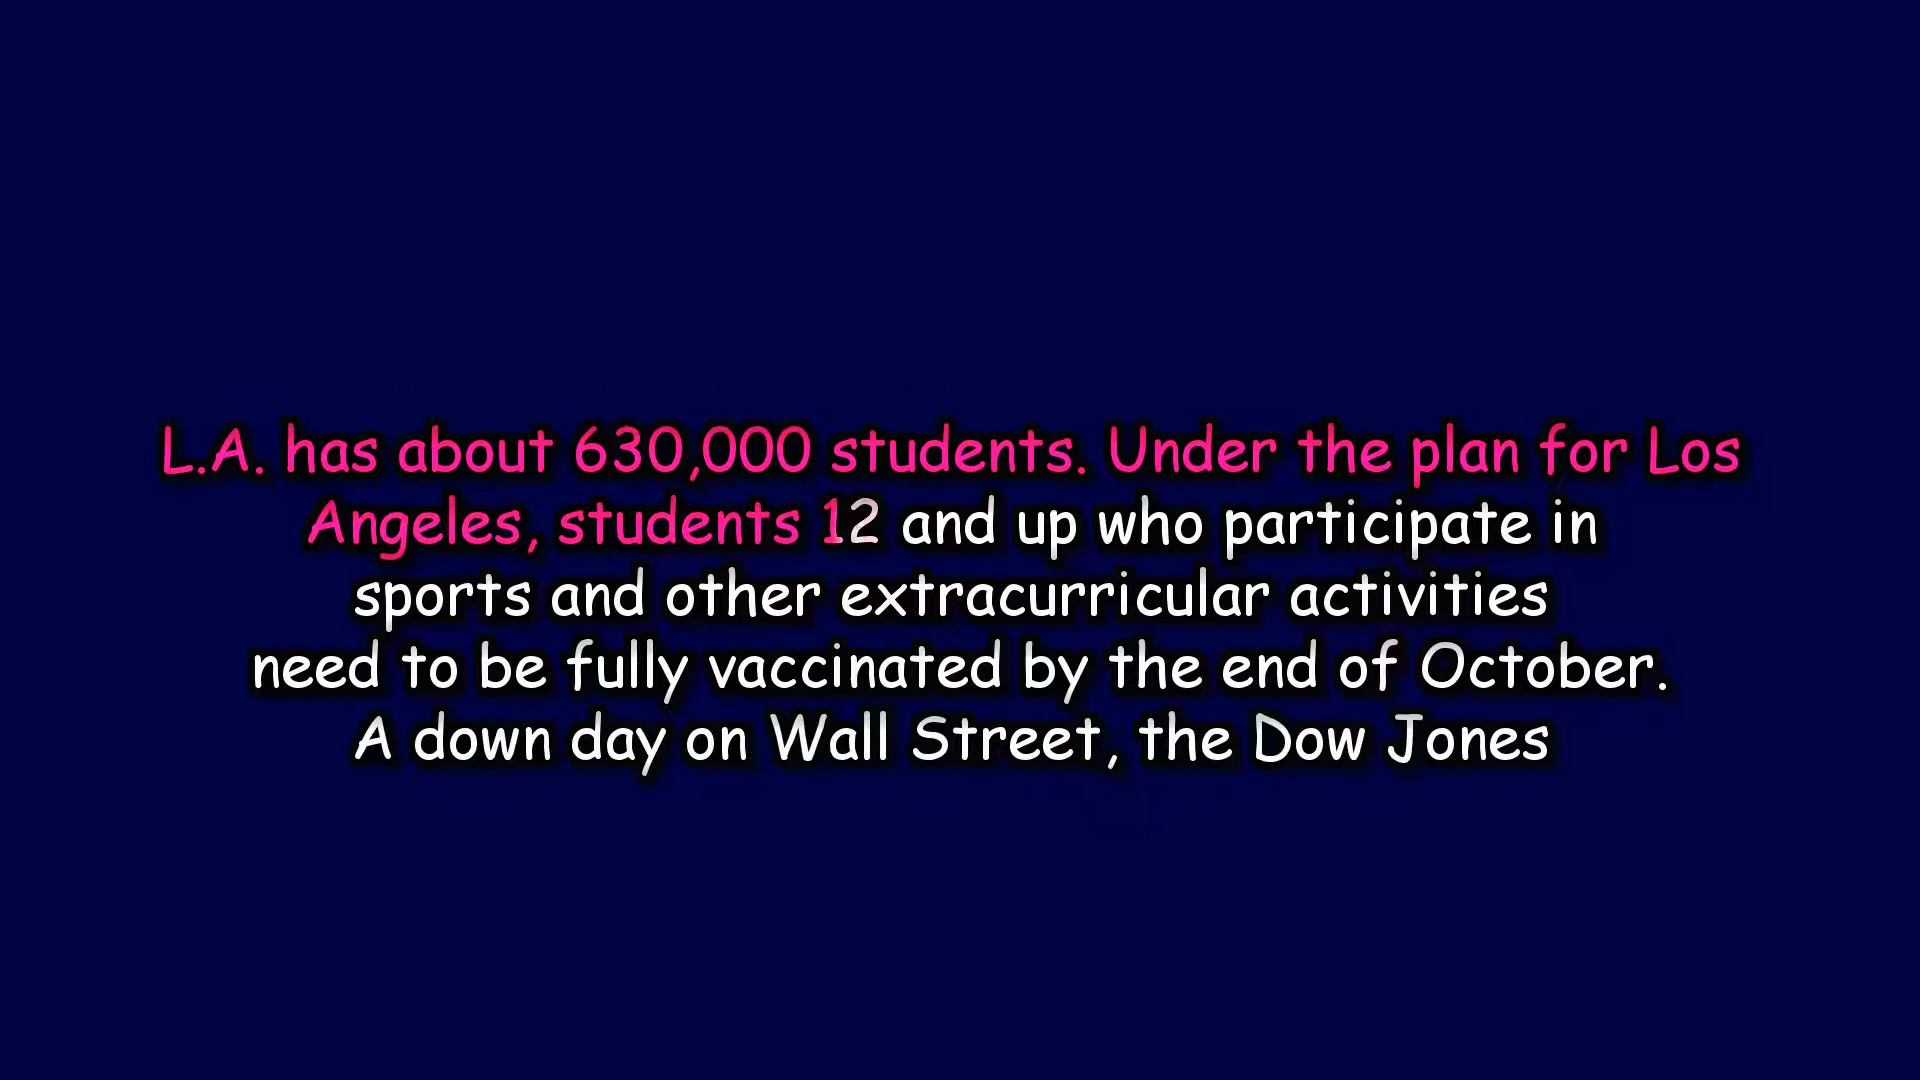 L.A. has about 630,000 students. Under the plan for Los
Angeles, students 12 and up who participate in
sports and other extracurricular activities
need to be fully vaccinated by the end of October.
A down day on Wall Street, the Dow Jones